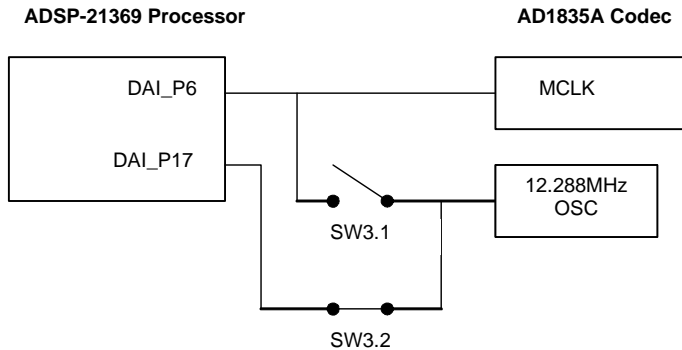 ADSP-21369 Processor
AD1835A Codec
DAI_P6
MCLK
DAI_P17
12.288MHz
OSC
SW3.1
SW3.2